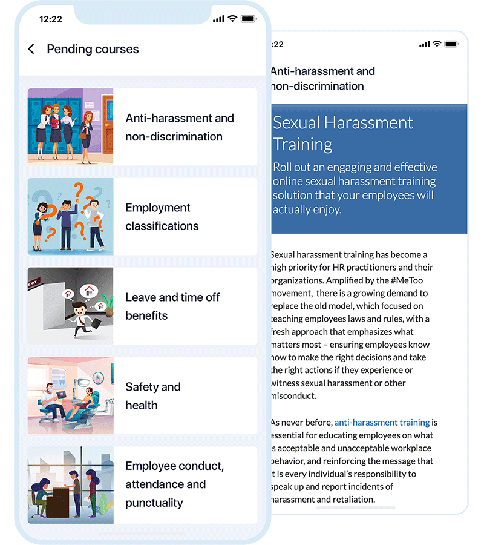 12:22
Pending courses
Anti-harassment and
non-discrimination
Employment
classifications
Leave and time off
benefits
Safety and
health
Employee conduct,
attendance and
punctuality
:22
Anti-harassment and
non-discrimination
Sexual Harassment
Training
Roll out an engaging and effective
online sexual harassment training
solution that your employees will
actually enjoy.
Sexual harassment training has become a
high priority for HR practitioners and their
organizations. Amplified by the #MeToo
movement, there is a growing demand to
replace the old model, which focused on
teaching employees laws and rules, with a
fresh approach that emphasizes what
matters most – ensuring employees know
how to make the right decisions and take
the right actions if they experience or
witness sexual harassment or other
misconduct.
As never before, anti-harassment training is
essential for educating employees on what
is acceptable and unacceptable workplace
behavior, and reinforcing the message that
it is every individual's responsibility to
speak up and report incidents of
harassment and retaliation.